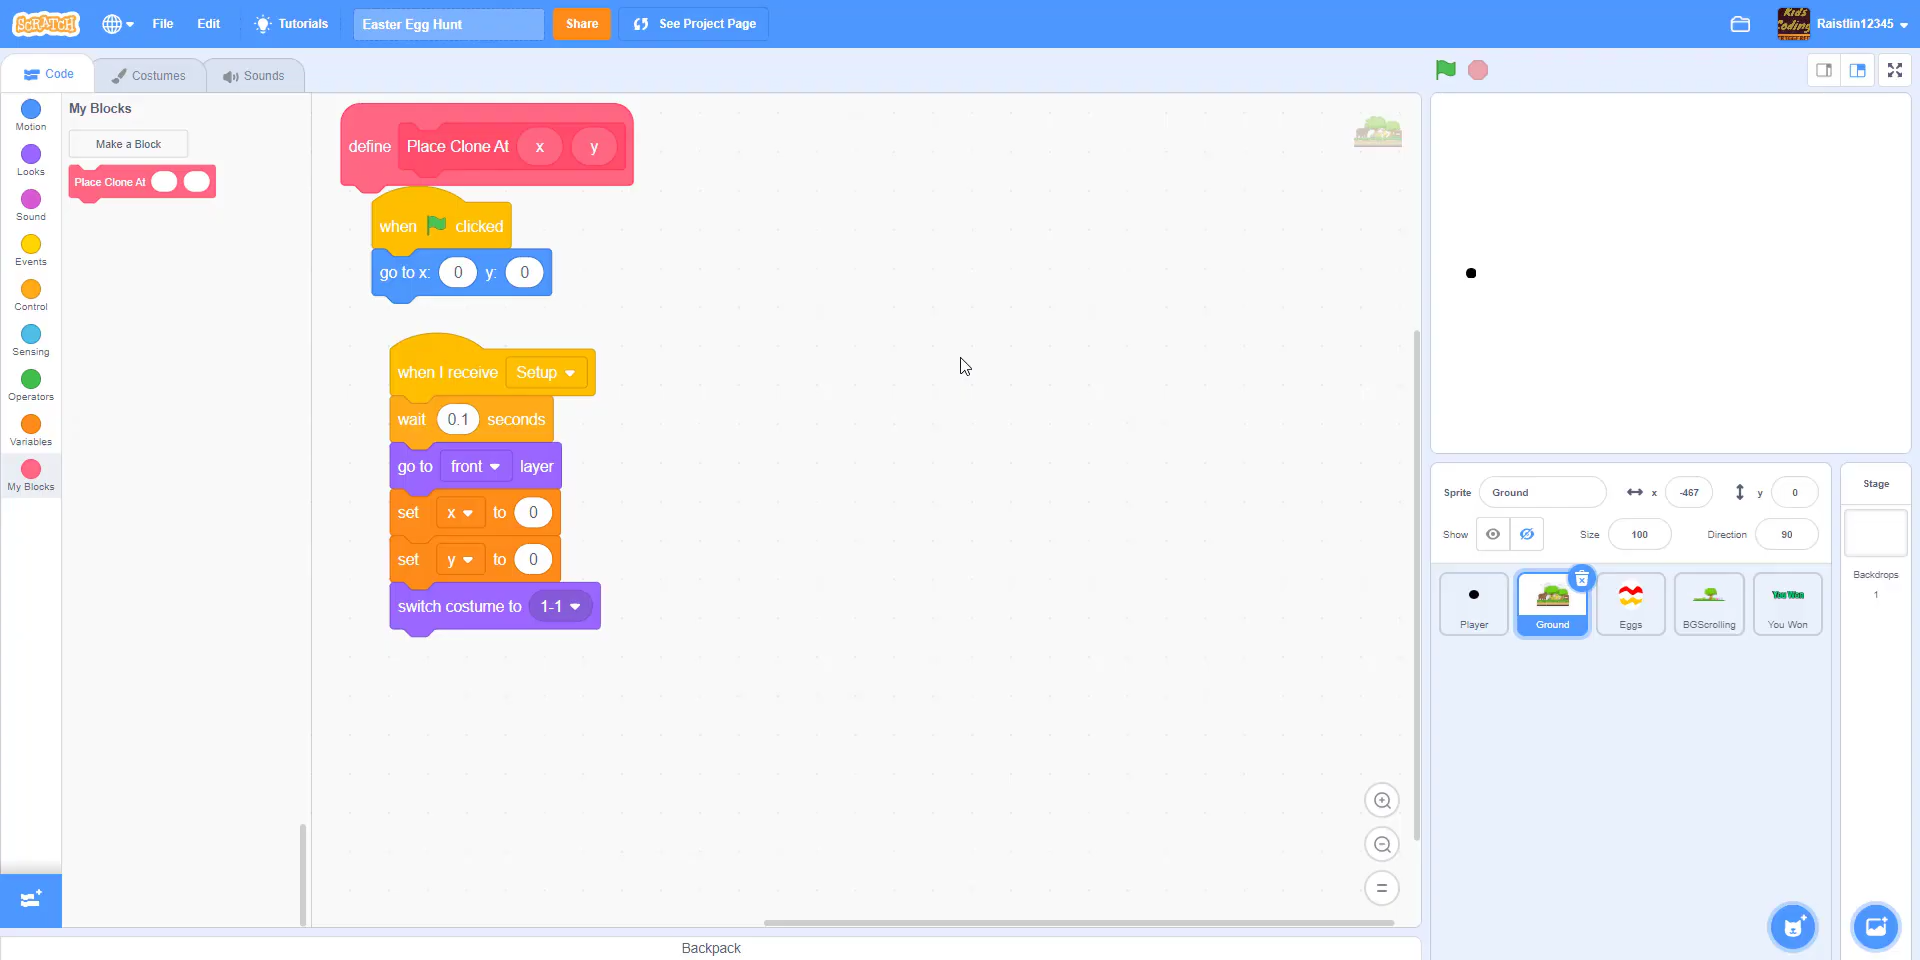 SCRATCH
File
Edit
Tutorials
Easter Egg Hunt
Share
See Project Page
Raistlin12345
Code
Costumes
Sounds
Motion
Looks
Sound
Events
Control
Sensing
Operators
Variables
My Blocks
My Blocks
Make a Block
Place Clone At
define Place Clone At x y
when clicked
go to x: 0 y: 0
when I receive Setup
wait 0.1 seconds
go to front layer
set x to 0
set y to 0
switch costume to 1-1
Backpack
Sprite Ground x -467 y 0
Show Size 100 Direction 90
Player
Ground
Eggs
BGScrolling
You Won
You Won
Stage
Backdrops
1